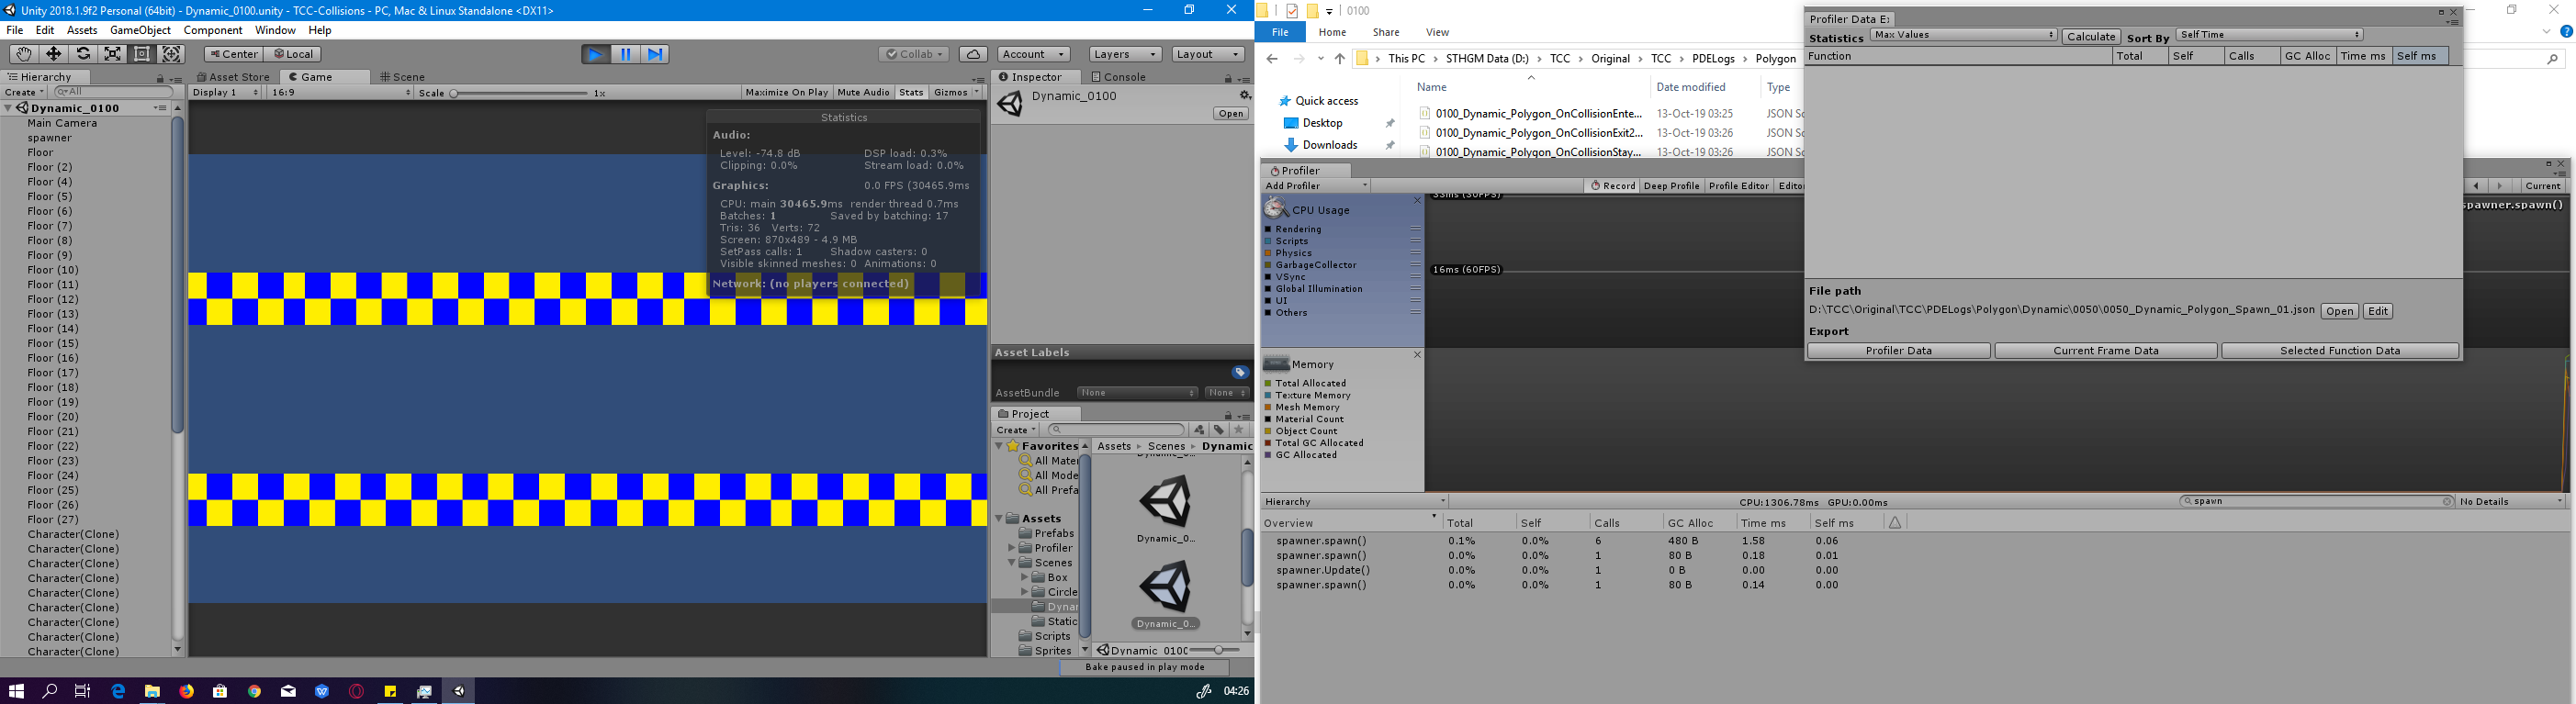 Unity 2018.1.9f2 Personal (64bit) - Dynamic_0100.unity - TCC-Collisions - PC, Mac & Linux Standalone <DX11>
File Edit Assets GameObject Component Window Help
Center Local
Collab Account Layers Layout
Hierarchy
Create All
Dynamic_0100
Main Camera
spawner
Floor
Floor (2)
Floor (4)
Floor (5)
Floor (6)
Floor (7)
Floor (8)
Floor (9)
Floor (10)
Floor (11)
Floor (12)
Floor (13)
Floor (14)
Floor (15)
Floor (16)
Floor (17)
Floor (18)
Floor (19)
Floor (20)
Floor (21)
Floor (22)
Floor (23)
Floor (24)
Floor (25)
Floor (26)
Floor (27)
Character(Clone)
Character(Clone)
Character(Clone)
Character(Clone)
Character(Clone)
Character(Clone)
Character(Clone)
Character(Clone)
Character(Clone)
Asset Store Game Scene
Display 1 16:9 Scale 1x Maximize On Play Mute Audio Stats Gizmos
Statistics
Audio:
Level: -74.8 dB DSP load: 0.3%
Clipping: 0.0% Stream load: 0.0%
Graphics: 0.0 FPS (30465.9ms
CPU: main 30465.9ms render thread 0.7ms
Batches: 1 Saved by batching: 17
Tris: 36 Verts: 72
Screen: 870x489 - 4.9 MB
SetPass calls: 1 Shadow casters: 0
Visible skinned meshes: 0 Animations: 0
Network: (no players connected)
Inspector Console
Dynamic_0100
Open
Asset Labels
AssetBundle None None
Project
Create
Favorites
All Mater
All Mode
All Prefa
Assets
Prefabs
Profiler
Scenes
Box
Circle
Dynar
Static
Scripts
Sprites
Assets Scenes Dynamic
Dynamic_0...
Dynamic_0...
Dynamic_0...
Dynamic_0100
Bake paused in play mode
04:26
0100
File Home Share View
This PC STHGM Data (D:) TCC Original TCC PDELogs Polygon
Quick access
Desktop
Downloads
Name Date modified Type
0100_Dynamic_Polygon_OnCollisionEnte... 13-Oct-19 03:25 JSON Sc
0100_Dynamic_Polygon_OnCollisionExit2... 13-Oct-19 03:26 JSON Sc
0100_Dynamic_Polygon_OnCollisionStay... 13-Oct-19 03:26 JSON Sc
Profiler Data E
Statistics Max Values Calculate Sort By Self Time
Function Total Self Calls GC Alloc Time ms Self ms
File path
D:\TCC\Original\TCC\PDELogs\Polygon\Dynamic\0050\0050_Dynamic_Polygon_Spawn_01.json Open Edit
Export
Profiler Data Current Frame Data Selected Function Data
Profiler
Add Profiler Record Deep Profile Profile Editor Editor Current
33ms (30FPS)
spawner.spawn()
16ms (60FPS)
CPU Usage
Rendering
Scripts
Physics
GarbageCollector
VSync
Global Illumination
UI
Others
Memory
Total Allocated
Texture Memory
Mesh Memory
Material Count
Object Count
Total GC Allocated
GC Allocated
Hierarchy CPU:1306.78ms GPU:0.00ms spawn No Details
Overview Total Self Calls GC Alloc Time ms Self ms
spawner.spawn() 0.1% 0.0% 6 480 B 1.58 0.06
spawner.spawn() 0.0% 0.0% 1 80 B 0.18 0.01
spawner.Update() 0.0% 0.0% 1 0 B 0.00 0.00
spawner.spawn() 0.0% 0.0% 1 80 B 0.14 0.00